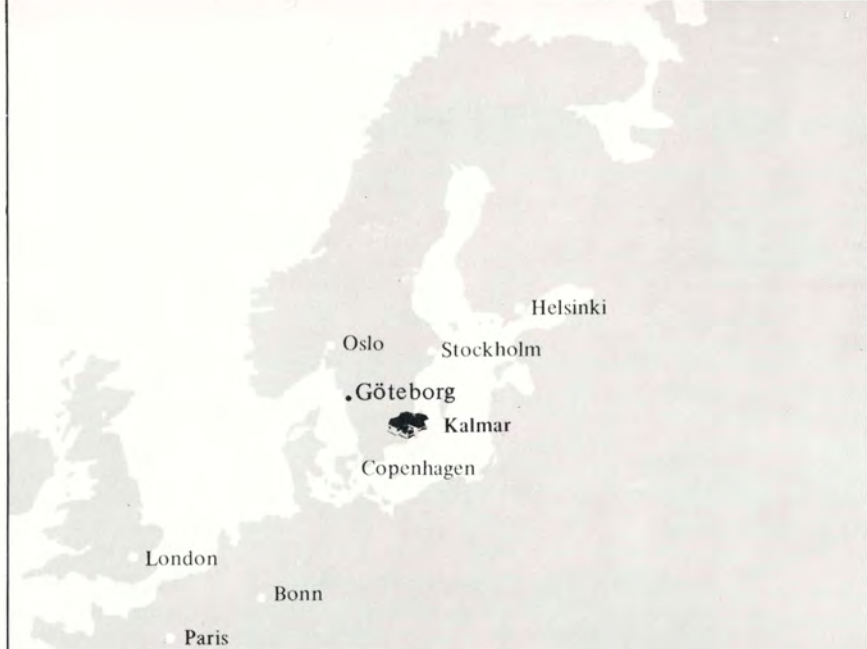 Helsinki
Oslo
Stockholm
Göteborg
Kalmar
Copenhagen
London
Bonn
Paris